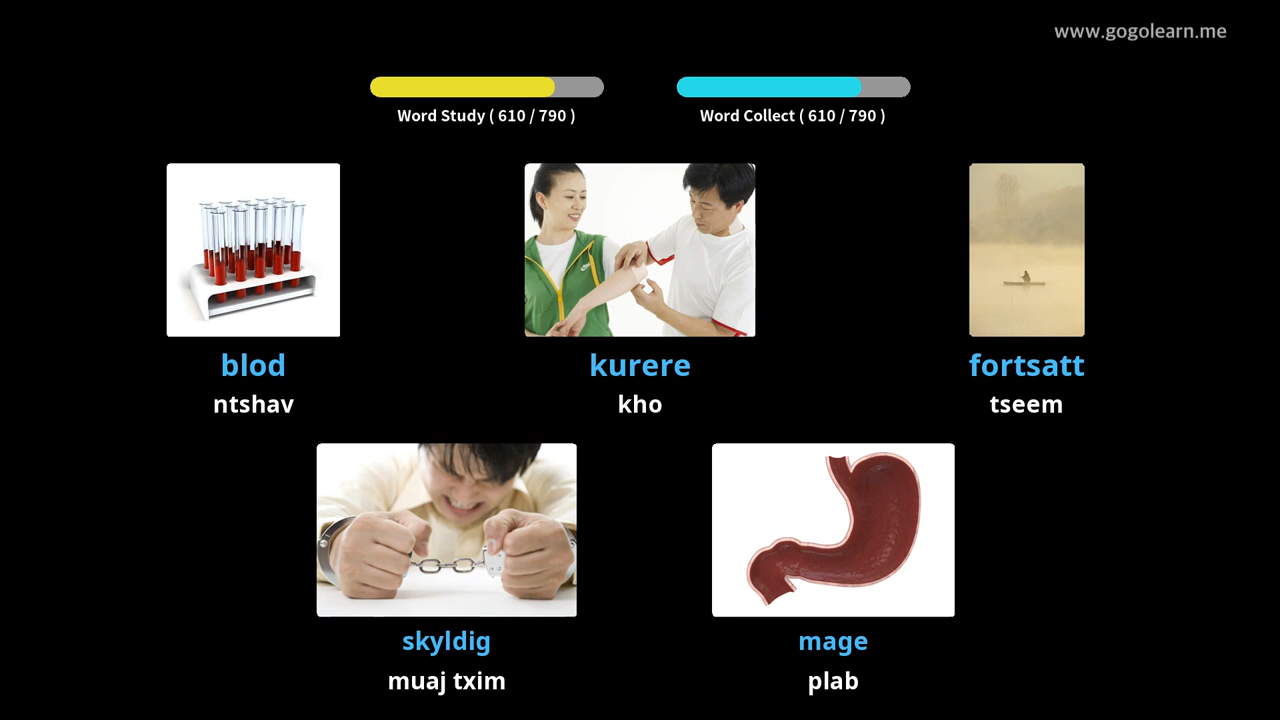 www.gogolearn.me
Word Study ( 610 / 790 )
Word Collect ( 610 / 790 )
blod
ntshav
kurere
kho
fortsatt
tseem
skyldig
muaj txim
mage
plab